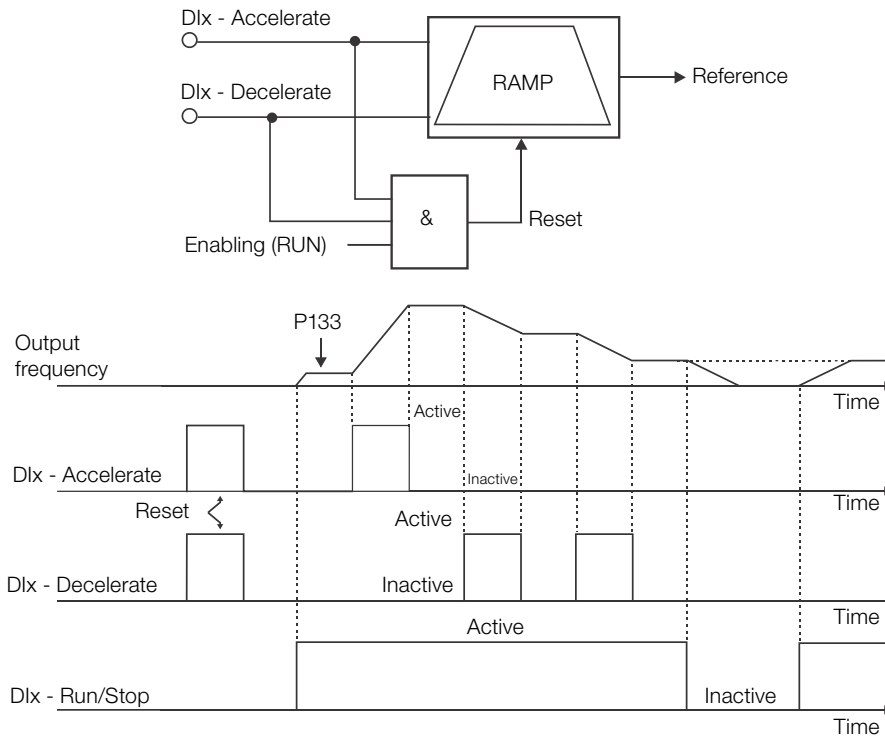 DIx - Accelerate
DIx - Decelerate
RAMP
Reference
&
Reset
Enabling (RUN)
P133
Output
frequency
Time
Active
DIx - Accelerate
Inactive
Time
Reset
Active
DIx - Decelerate
Inactive
Time
Active
DIx - Run/Stop
Inactive
Time